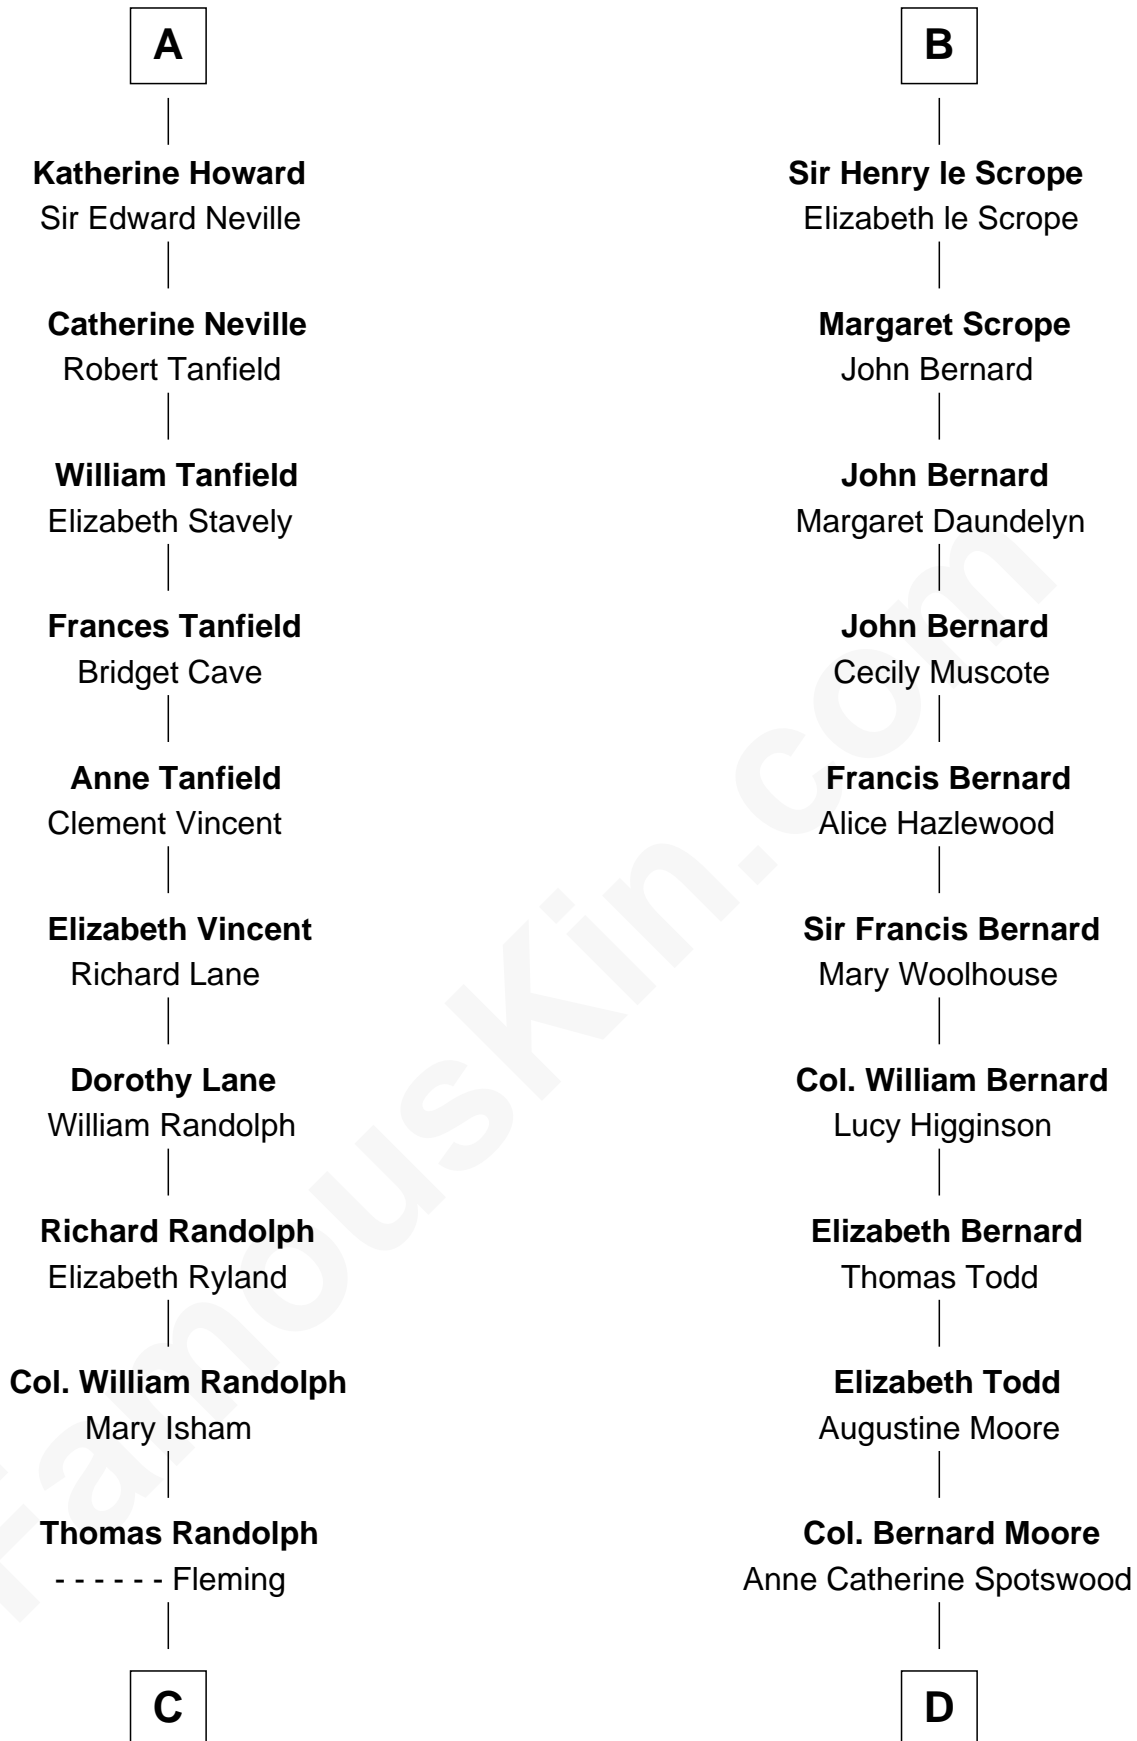 A
Katherine Howard
Sir Edward Neville
Catherine Neville
Robert Tanfield
William Tanfield
Elizabeth Stavely
Frances Tanfield
Bridget Cave
Anne Tanfield
Clement Vincent
Elizabeth Vincent
Richard Lane
Dorothy Lane
William Randolph
Richard Randolph
Elizabeth Ryland
Col. William Randolph
Mary Isham
Thomas Randolph
- - - - - - Fleming
C
B
Sir Henry le Scrope
Elizabeth le Scrope
Margaret Scrope
John Bernard
John Bernard
Margaret Daundelyn
John Bernard
Cecily Muscote
Francis Bernard
Alice Hazlewood
Sir Francis Bernard
Mary Woolhouse
Col. William Bernard
Lucy Higginson
Elizabeth Bernard
Thomas Todd
Elizabeth Todd
Augustine Moore
Col. Bernard Moore
Anne Catherine Spotswood
D
FamousKin.com